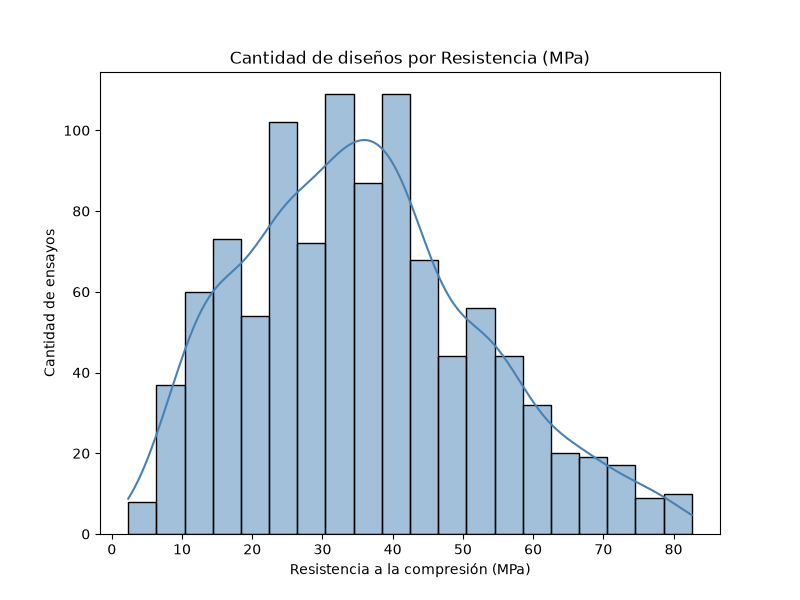 Cantidad de diseños por Resistencia (MPa)
Cantidad de ensayos
100
80
60
40
20
0
0 10 20 30 40 50 60 70 80
Resistencia a la compresión (MPa)